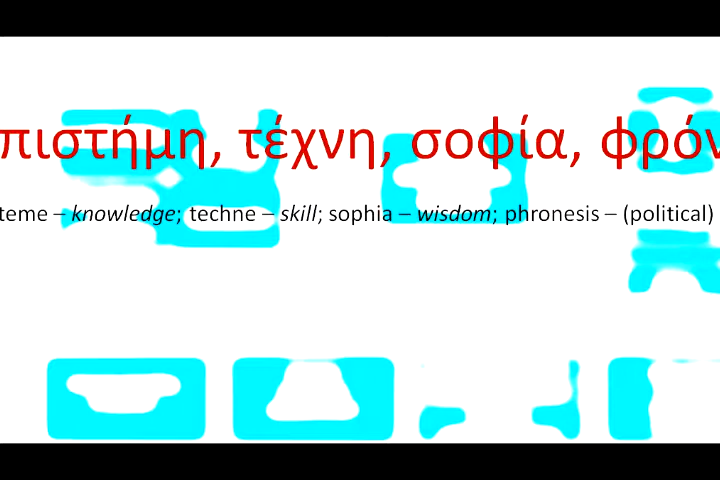 πιστήμη, τέχνη, σοφία, φρόν
teme – knowledge; techne – skill; sophia – wisdom; phronesis – (political)